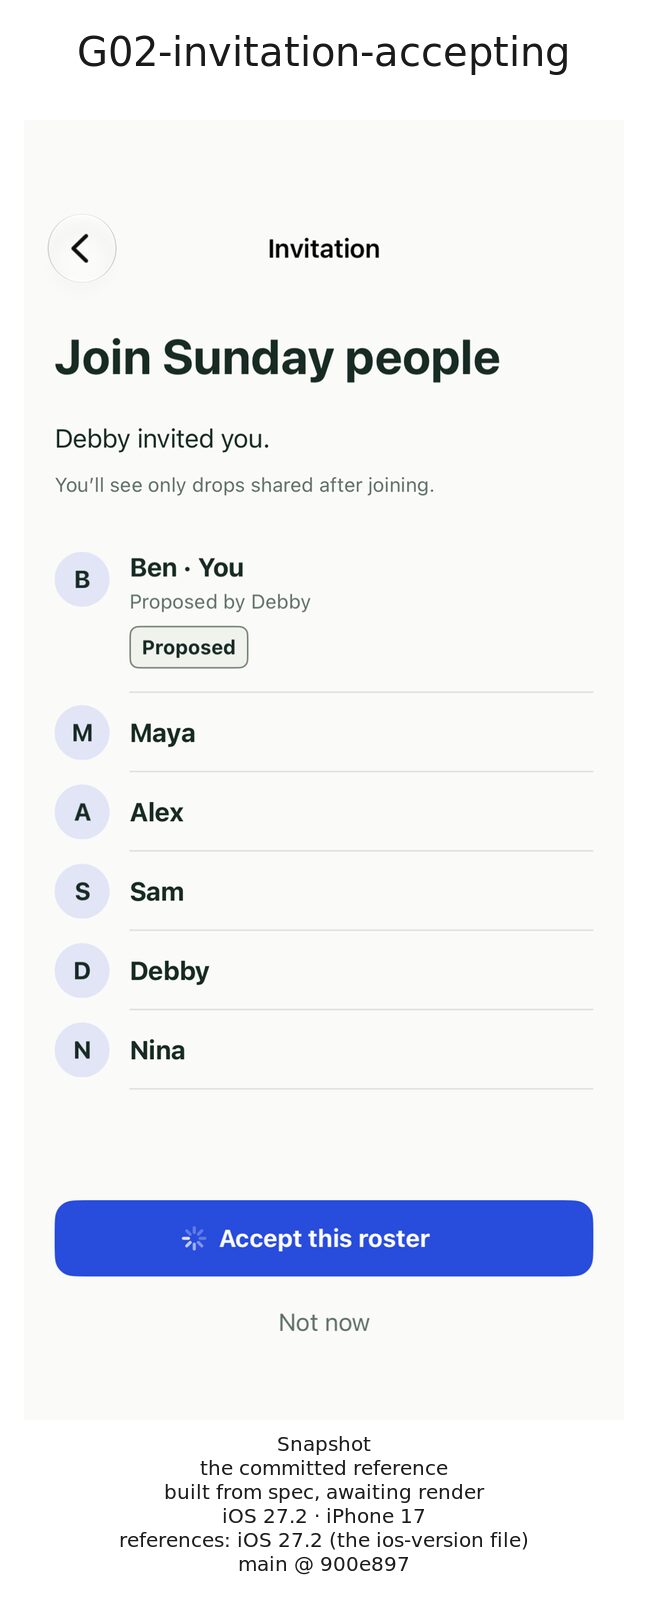 G02-invitation-accepting
Invitation
Join Sunday people
Debby invited you.
You’ll see only drops shared after joining.
B
Ben · You
Proposed by Debby
Proposed
M
Maya
A
Alex
S
Sam
D
Debby
N
Nina
Accept this roster
Not now
Snapshot
the committed reference
built from spec, awaiting render
iOS 27.2 · iPhone 17
references: iOS 27.2 (the ios-version file)
main @ 900e897